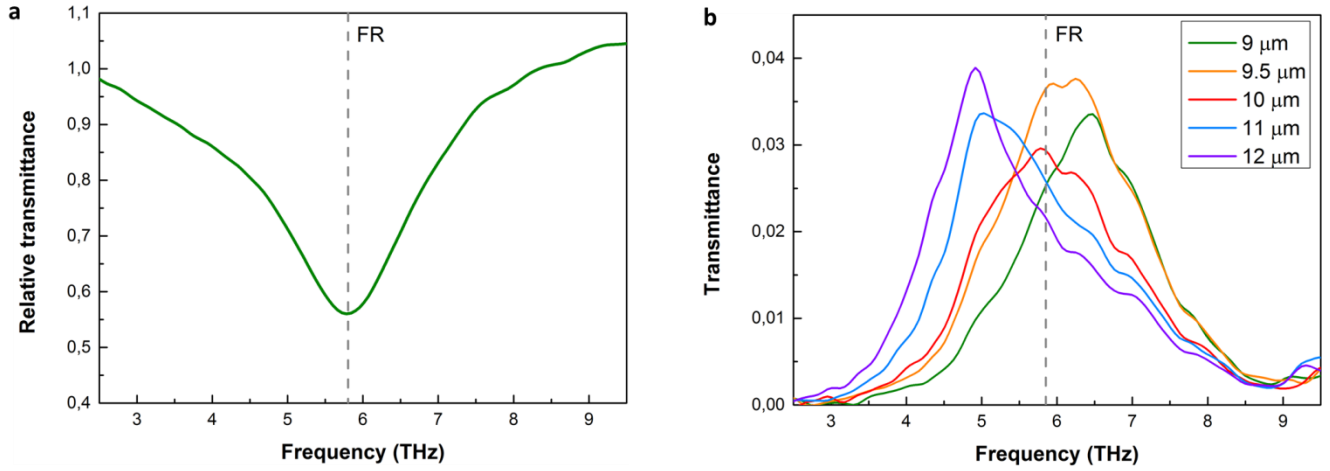 a
1,1
1,0
0,9
0,8
0,7
0,6
0,5
0,4
Relative transmittance
FR
3 4 5 6 7 8 9
Frequency (THz)
b
0,04
0,03
0,02
0,01
0,00
Transmittance
FR
9 μm
9.5 μm
10 μm
11 μm
12 μm
3 4 5 6 7 8 9
Frequency (THz)